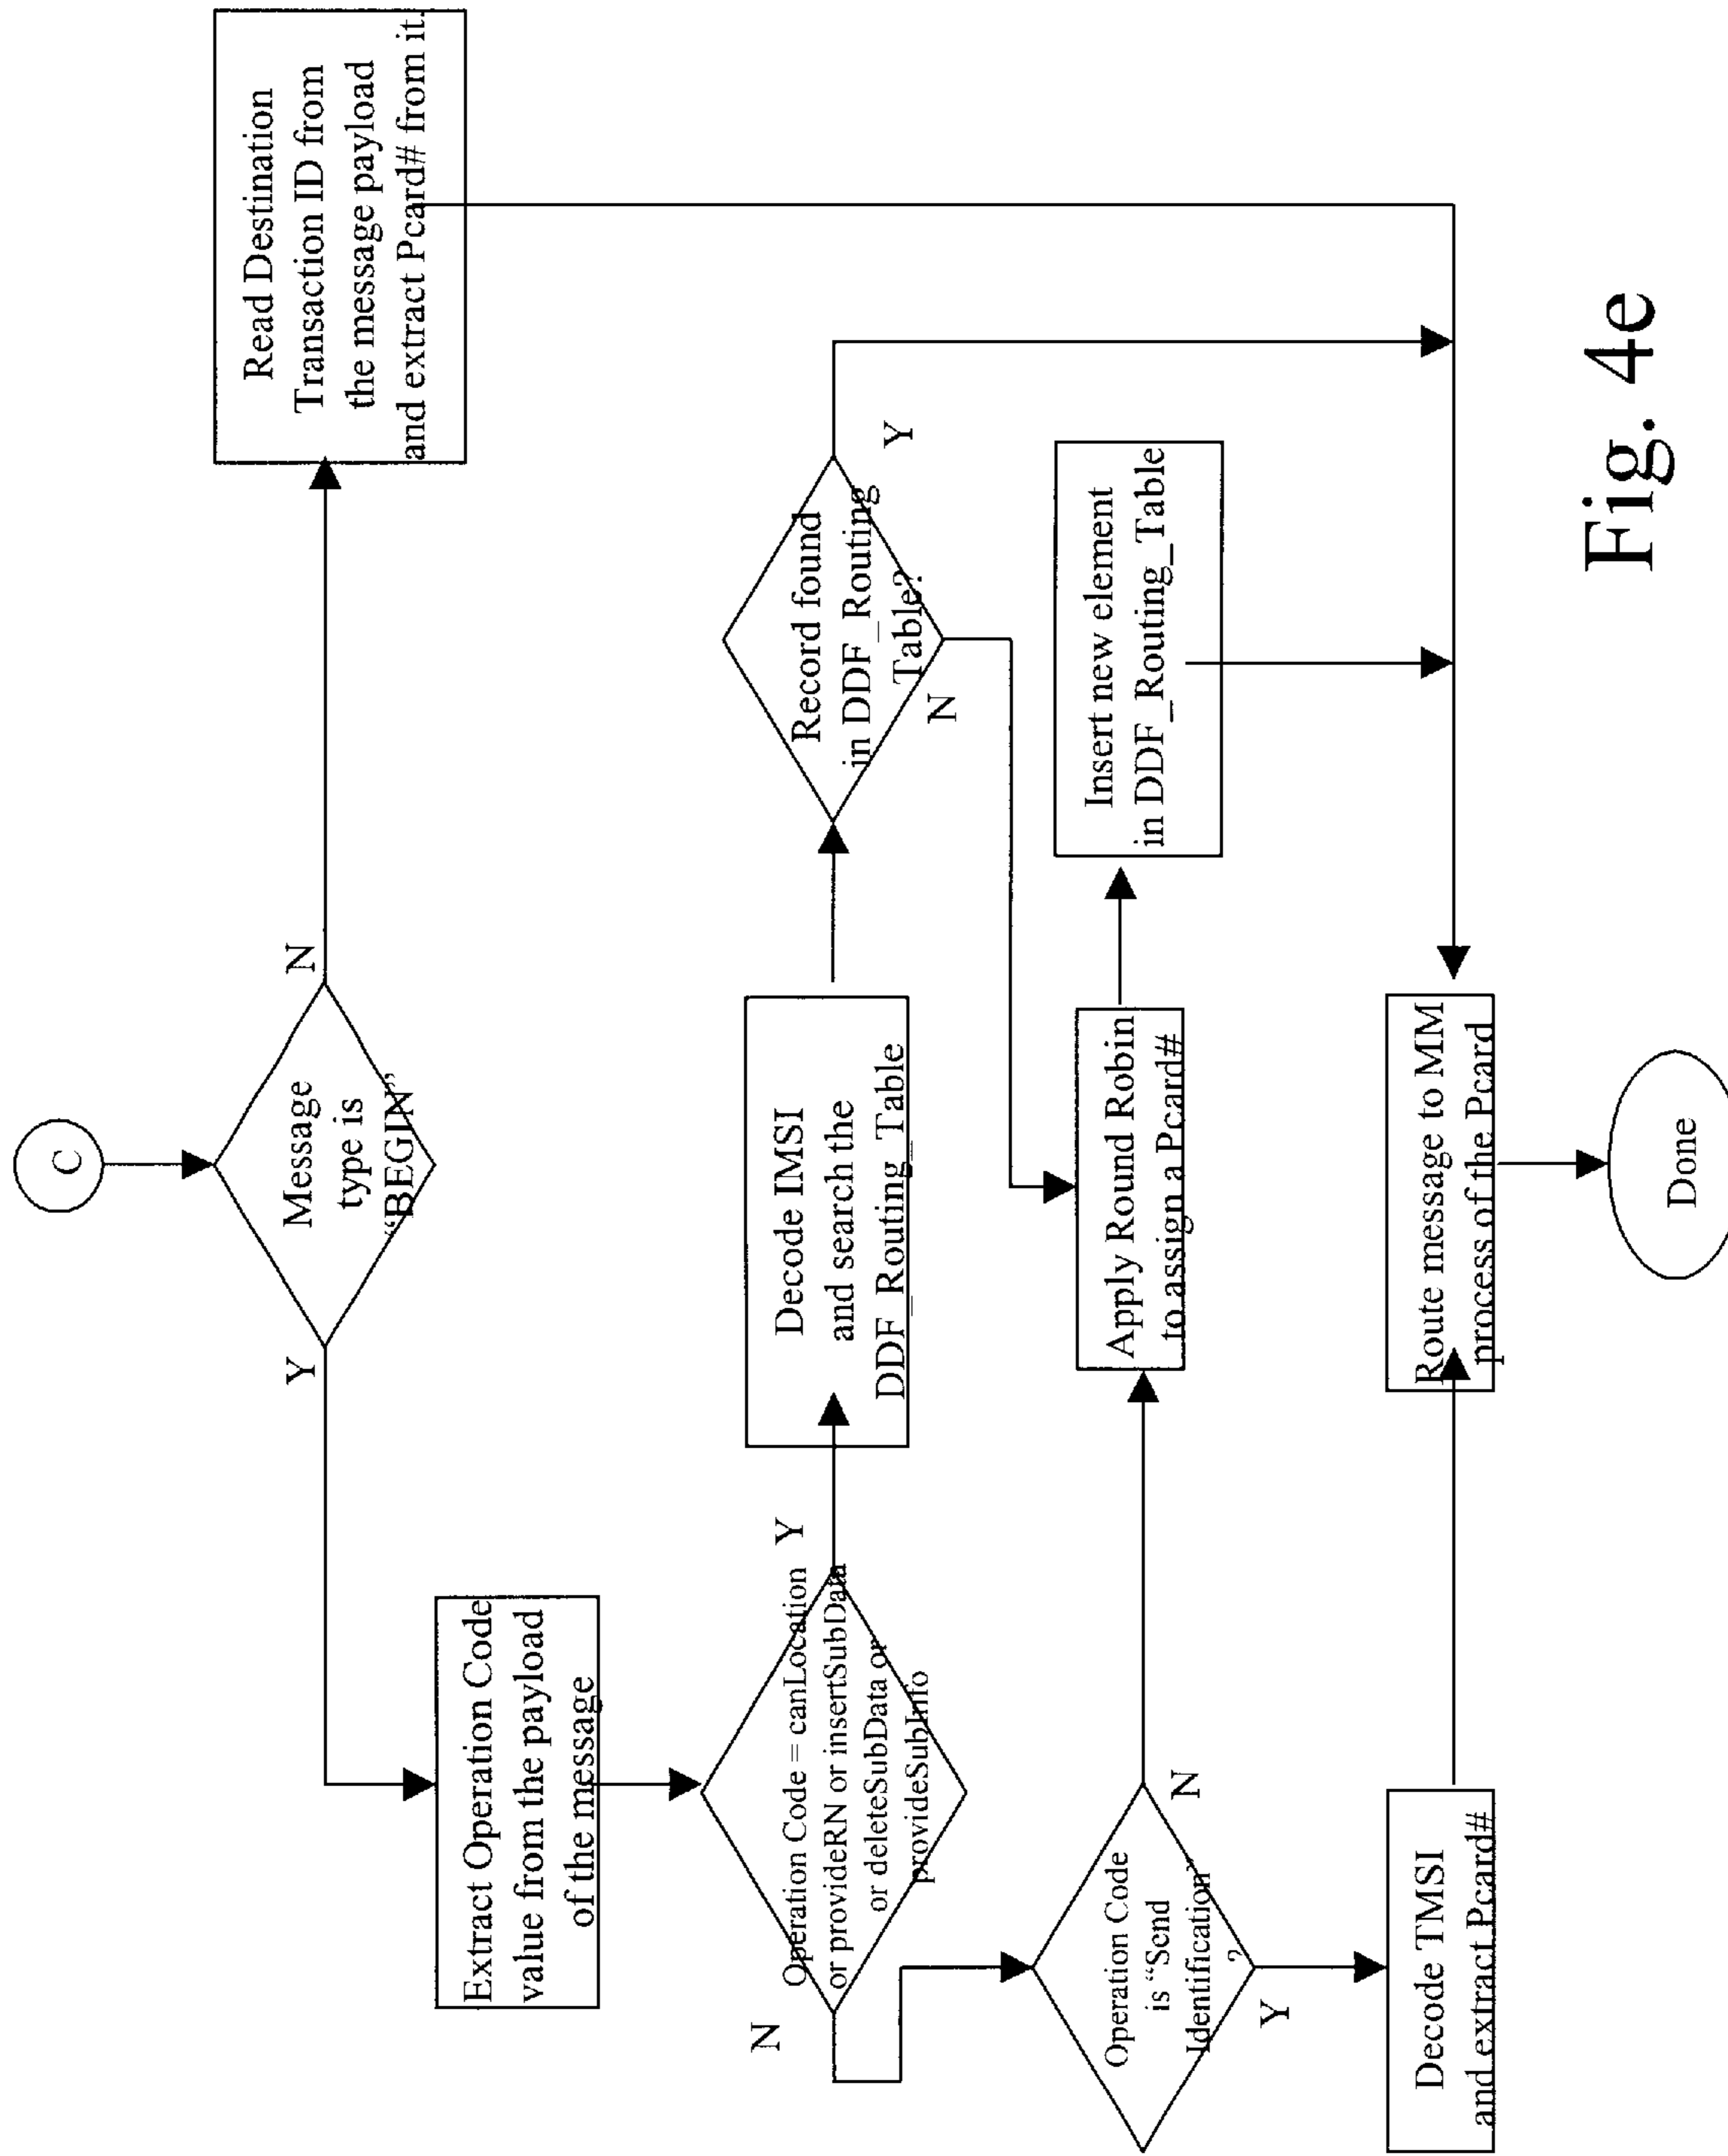 C
Message
type is
“BEGIN”
N
Y
Read Destination
Transaction ID from
the message payload
and extract Pcard# from it.
Extract Operation Code
value from the payload
of the message
Operation Code = canLocation
or provideRN or insertSubData
or deleteSubData or
provideSubInfo
Y
N
Decode IMSI
and search the
DDF_Routing_Table
Record found
in DDF_Routing
Table?
Y
N
Operation Code
is “Send
Identification”
?
N
Y
Apply Round Robin
to assign a Pcard#
Insert new element
in DDF_Routing_Table
Decode TMSI
and extract Pcard#
Route message to MM
process of the Pcard
Done
Fig. 4e